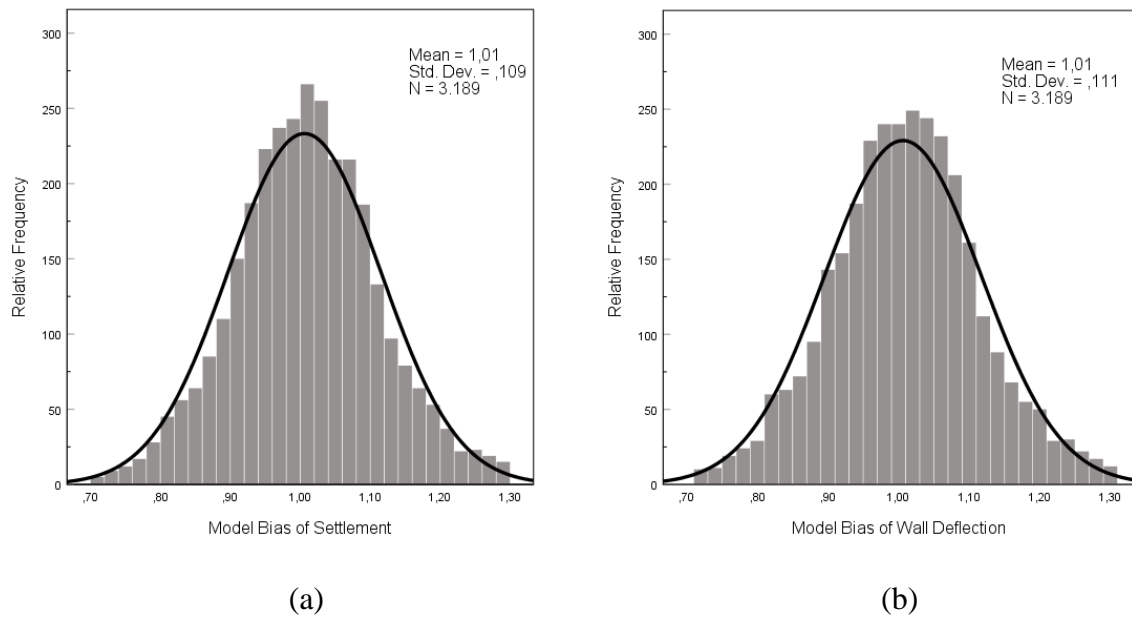 300
250
200
150
100
50
0
Relative Frequency
Mean = 1,01
Std. Dev. = ,109
N = 3.189
,70 ,80 ,90 1,00 1,10 1,20 1,30
Model Bias of Settlement
(a)
300
250
200
150
100
50
0
Relative Frequency
Mean = 1,01
Std. Dev. = ,111
N = 3.189
,70 ,80 ,90 1,00 1,10 1,20 1,30
Model Bias of Wall Deflection
(b)